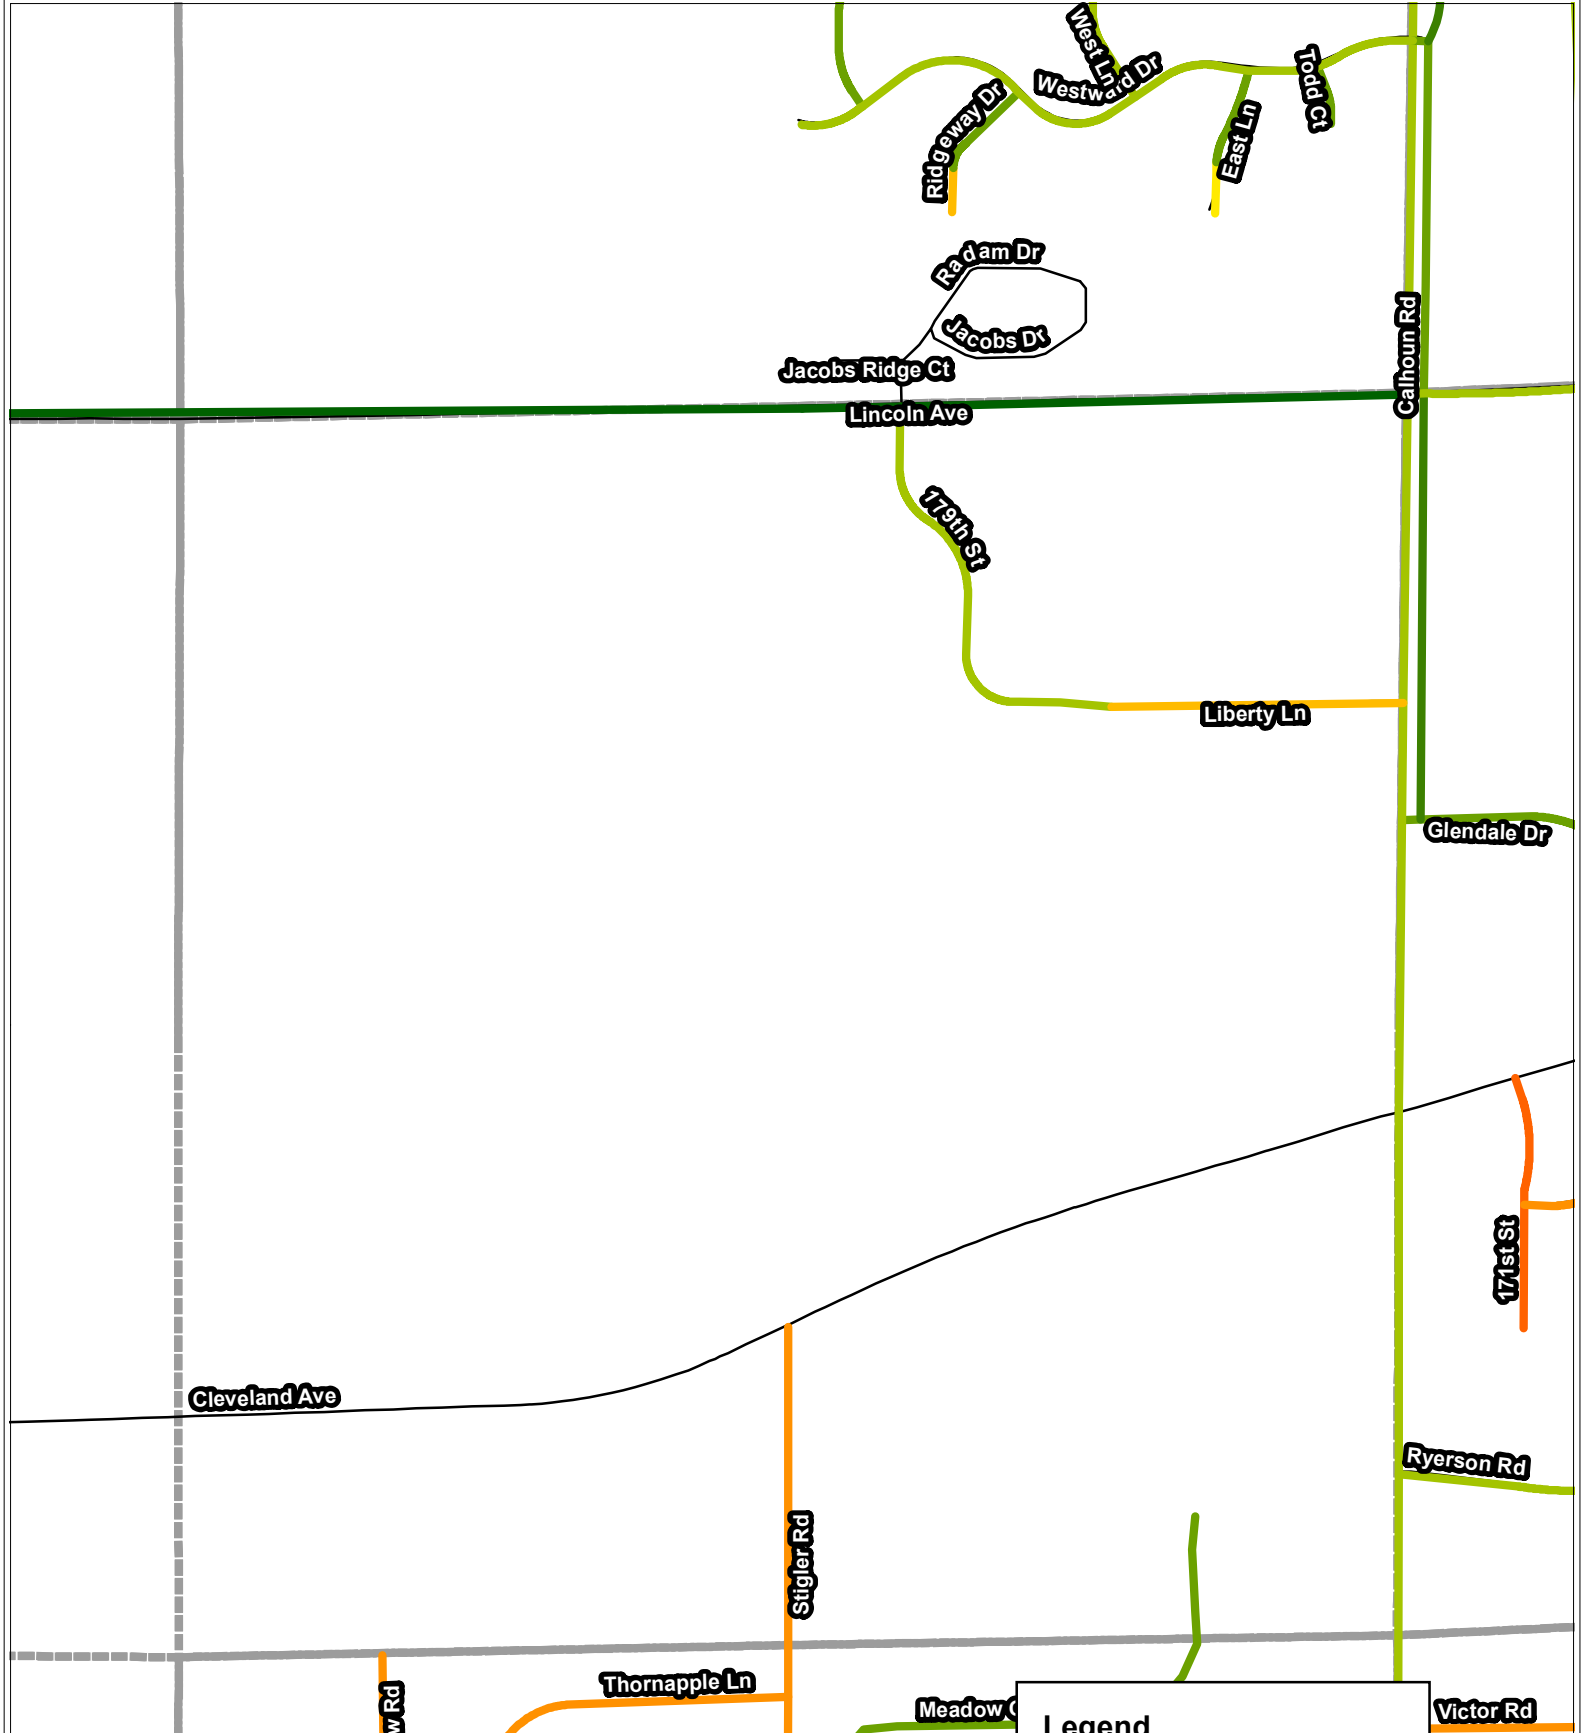 West Ln
Westward Dr
Todd Ct
Ridgeway Dr
East Ln
Radam Dr
Jacobs Dr
Calhoun Rd
Jacobs Ridge Ct
Lincoln Ave
179th St
Liberty Ln
Glendale Dr
171st St
Cleveland Ave
Ryerson Rd
Stigler Rd
Thornapple Ln
w Rd
Meadow
Victor Rd
Legend